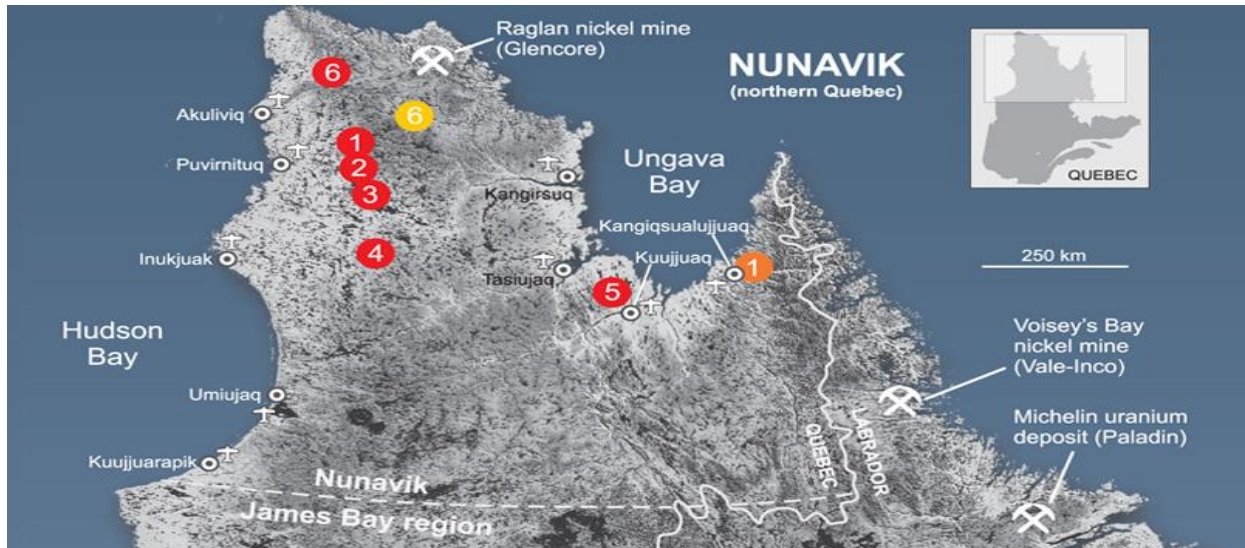 Raglan nickel mine
(Glencore)
NUNAVIK
(northern Quebec)
QUEBEC
6
6
Akuliviq
1
Puvirnituq
2
3
Ungava
Bay
Kangirsuq
Kangiqsualujjuaq
Kuujjuaq
4
Inukjuak
Tasiujaq
1
5
250 km
Hudson
Bay
Voisey's Bay
nickel mine
(Vale-Inco)
Umiujaq
Michelin uranium
deposit (Paladin)
QUEBEC
LABRADOR
Kuujjuarapik
Nunavik
James Bay region